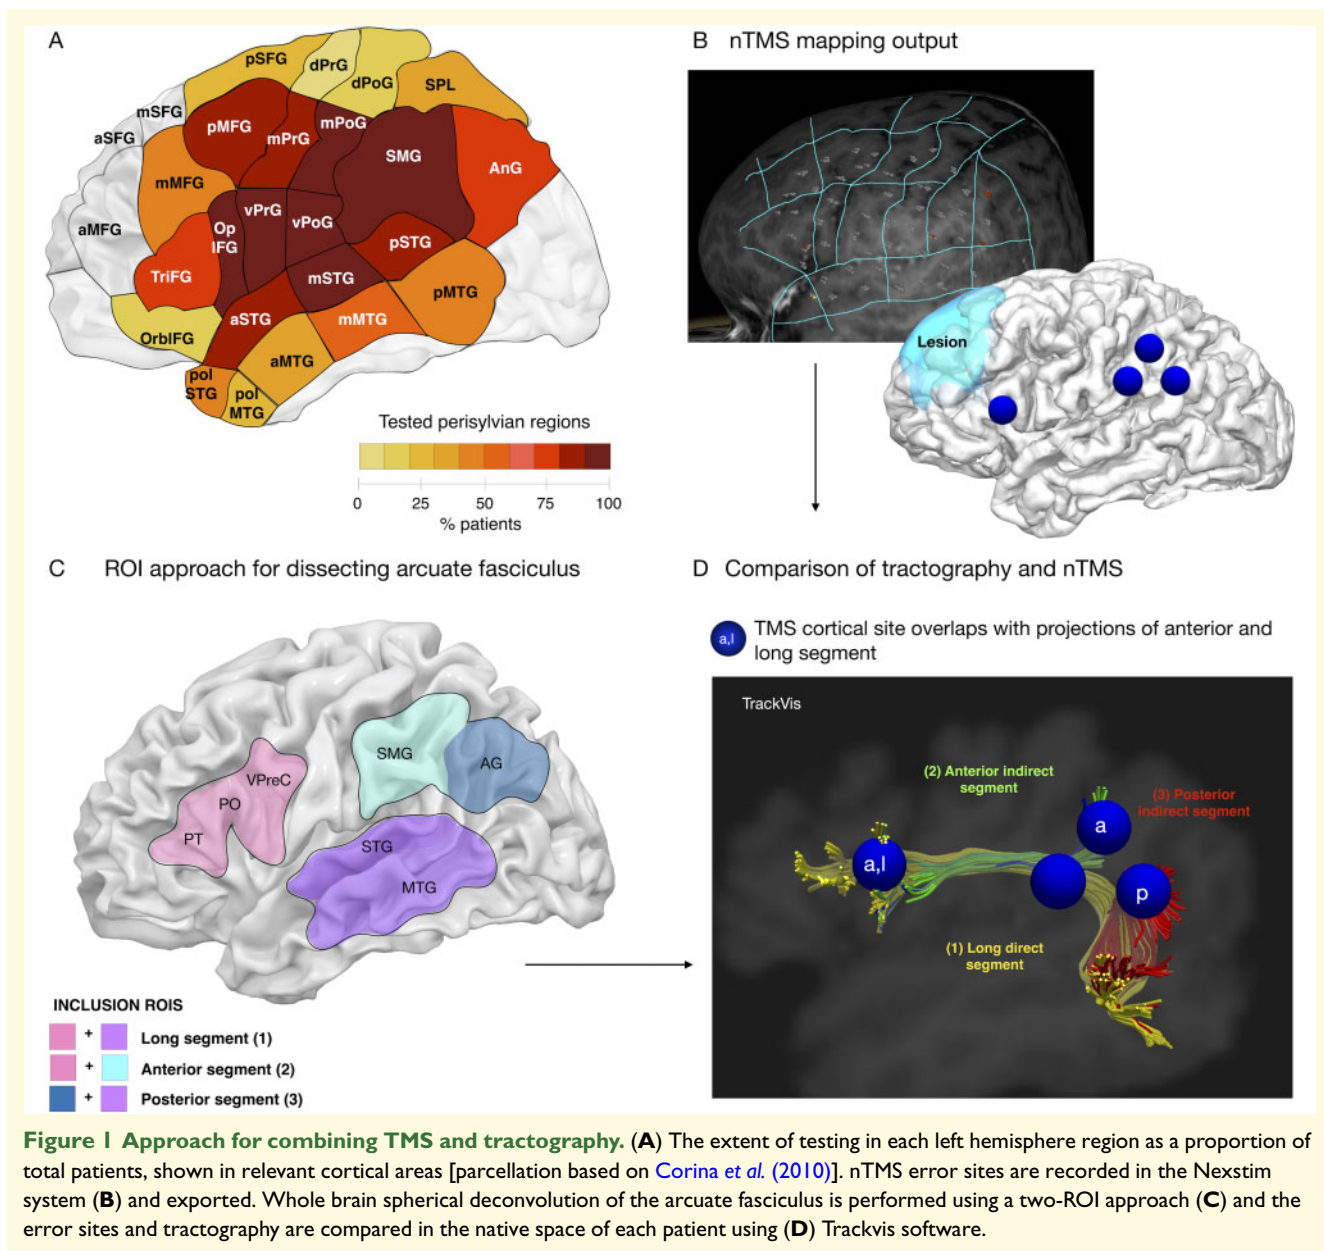 A
pSFG
dPrG
dPoG
SPL
mSFG
aSFG
pMFG
mPrG
mPoG
SMG
AnG
mMFG
aMFG
Op
IFG
vPrG
vPoG
pSTG
TriFG
mSTG
pMTG
aSTG
mMTG
OrbIFG
aMTG
pol
STG
pol
MTG
Tested perisylvian regions
0 25 50 75 100
% patients
B nTMS mapping output
Lesion
C ROI approach for dissecting arcuate fasciculus
SMG
AG
VPreC
PO
PT
STG
MTG
INCLUSION ROIS
+ Long segment (1)
+ Anterior segment (2)
+ Posterior segment (3)
D Comparison of tractography and nTMS
a,l TMS cortical site overlaps with projections of anterior and
long segment
TrackVis
(2) Anterior indirect
segment
(3) Posterior
indirect segment
a
a,l
p
(1) Long direct
segment
Figure 1 Approach for combining TMS and tractography. (A) The extent of testing in each left hemisphere region as a proportion of
total patients, shown in relevant cortical areas [parcellation based on Corina et al. (2010)]. nTMS error sites are recorded in the Nexstim
system (B) and exported. Whole brain spherical deconvolution of the arcuate fasciculus is performed using a two-ROI approach (C) and the
error sites and tractography are compared in the native space of each patient using (D) Trackvis software.